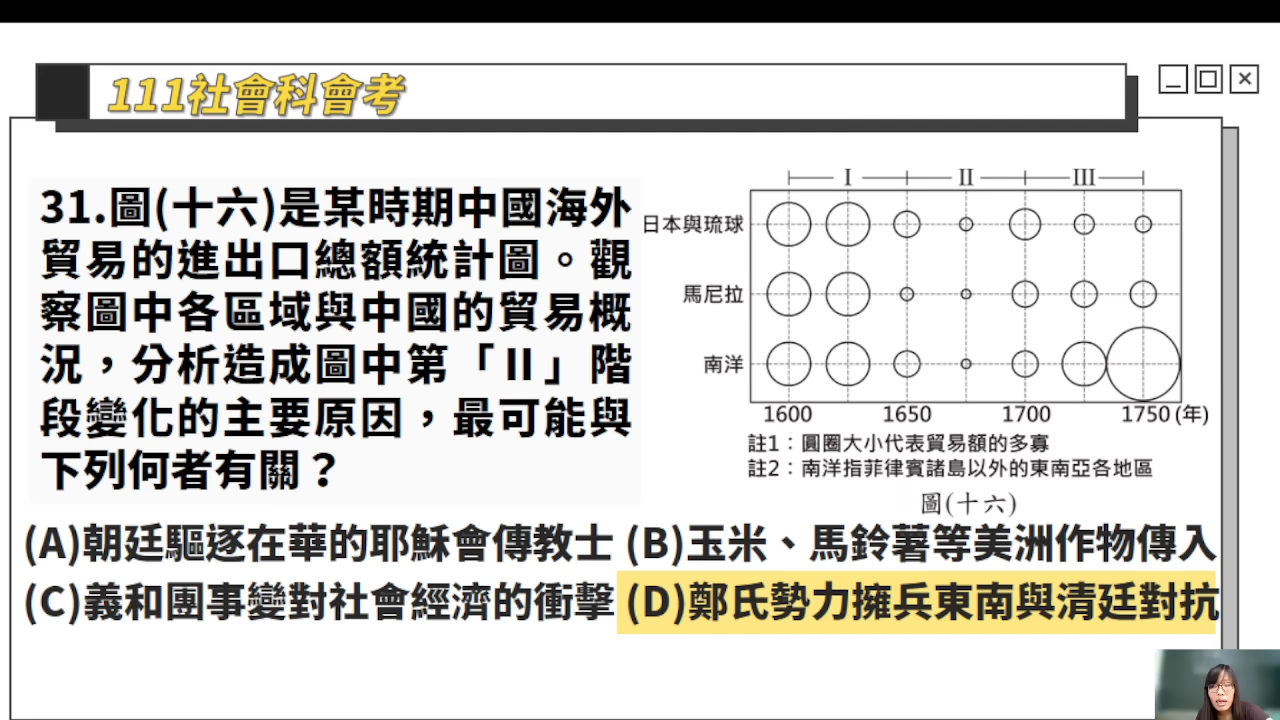 111社會科會考
31.圖(十六)是某時期中國海外
貿易的進出口總額統計圖。觀
察圖中各區域與中國的貿易概
況，分析造成圖中第「II」階
段變化的主要原因，最可能與
下列何者有關？
I II III
日本與琉球
馬尼拉
南洋
1600 1650 1700 1750 (年)
註1：圓圈大小代表貿易額的多寡
註2：南洋指菲律賓諸島以外的東南亞各地區
圖(十六)
(A)朝廷驅逐在華的耶穌會傳教士 (B)玉米、馬鈴薯等美洲作物傳入
(C)義和團事變對社會經濟的衝擊 (D)鄭氏勢力擁兵東南與清廷對抗